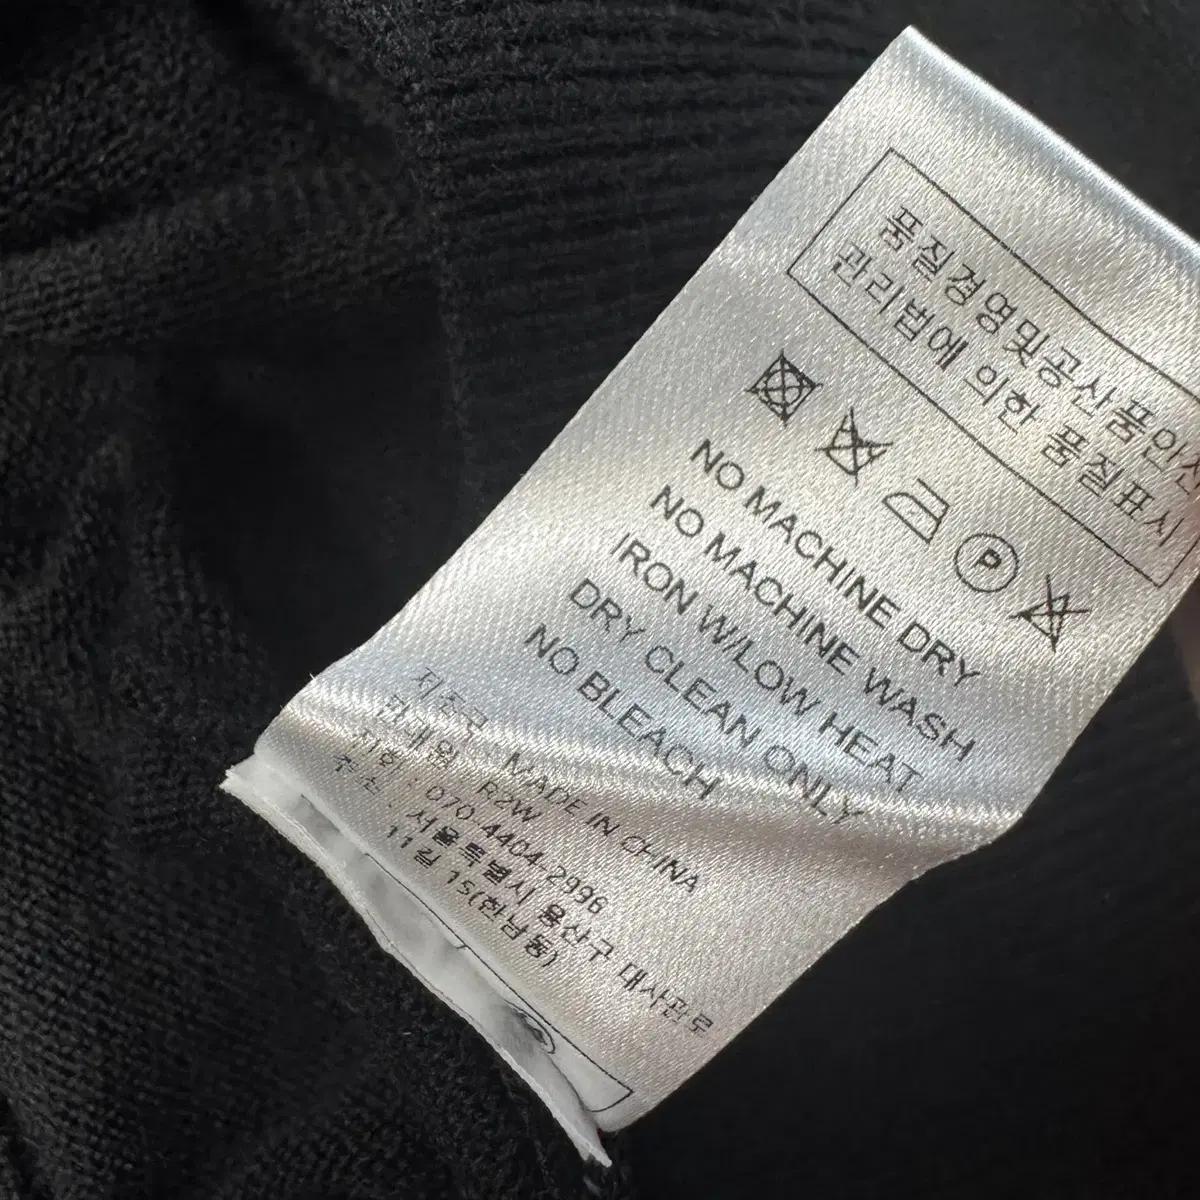 품질경영및공산품안전
관리법에 의한 품질표시
P
NO MACHINE DRY
NO MACHINE WASH
IRON W/LOW HEAT
DRY CLEAN ONLY
NO BLEACH
제조국 : MADE IN CHINA
판매원 : R2W
: 070-4404-2996
주소 : 서울특별시 용산구 대사관로
11길 15(한남동)